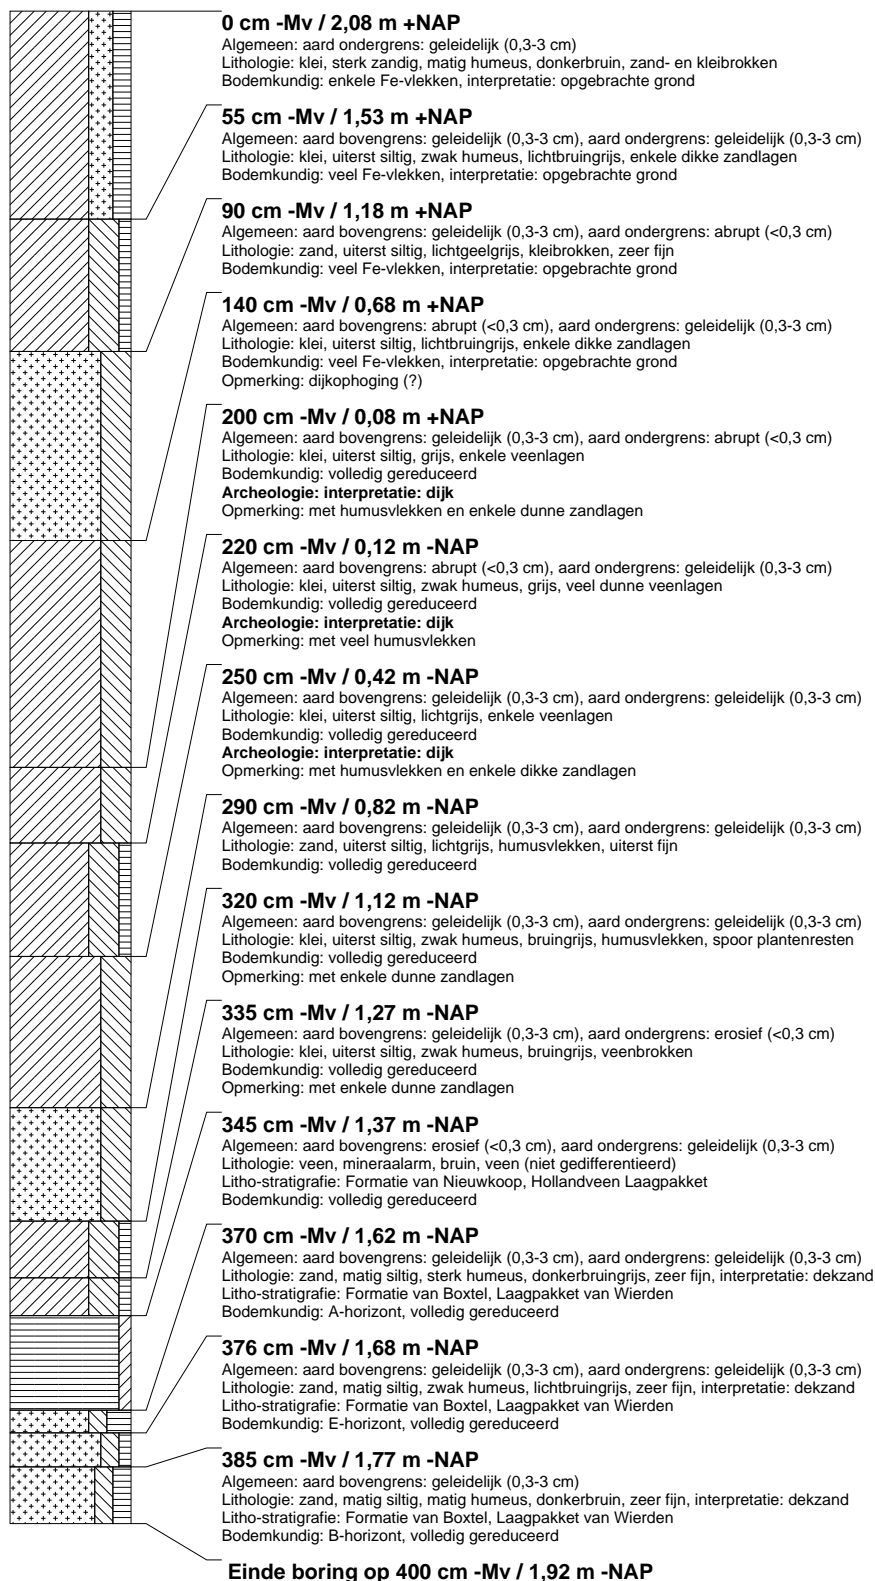 0 cm -Mv / 2,08 m +NAP
Algemeen: aard ondergrens: geleidelijk (0,3-3 cm)
Lithologie: klei, sterk zandig, matig humeus, donkerbruin, zand- en kleibrokken
Bodemkundig: enkele Fe-vlekken, interpretatie: opgebrachte grond
55 cm -Mv / 1,53 m +NAP
Algemeen: aard bovengrens: geleidelijk (0,3-3 cm), aard ondergrens: geleidelijk (0,3-3 cm)
Lithologie: klei, uiterst siltig, zwak humeus, lichtbruingrijs, enkele dikke zandlagen
Bodemkundig: veel Fe-vlekken, interpretatie: opgebrachte grond
90 cm -Mv / 1,18 m +NAP
Algemeen: aard bovengrens: geleidelijk (0,3-3 cm), aard ondergrens: abrupt (<0,3 cm)
Lithologie: zand, uiterst siltig, lichtgeelgrijs, kleibrokken, zeer fijn
Bodemkundig: veel Fe-vlekken, interpretatie: opgebrachte grond
140 cm -Mv / 0,68 m +NAP
Algemeen: aard bovengrens: abrupt (<0,3 cm), aard ondergrens: geleidelijk (0,3-3 cm)
Lithologie: klei, uiterst siltig, lichtbruingrijs, enkele dikke zandlagen
Bodemkundig: veel Fe-vlekken, interpretatie: opgebrachte grond
Opmerking: dijkophoging (?)
200 cm -Mv / 0,08 m +NAP
Algemeen: aard bovengrens: geleidelijk (0,3-3 cm), aard ondergrens: abrupt (<0,3 cm)
Lithologie: klei, uiterst siltig, grijs, enkele veenlagen
Bodemkundig: volledig gereduceerd
Archeologie: interpretatie: dijk
Opmerking: met humusvlekken en enkele dunne zandlagen
220 cm -Mv / 0,12 m -NAP
Algemeen: aard bovengrens: abrupt (<0,3 cm), aard ondergrens: geleidelijk (0,3-3 cm)
Lithologie: klei, uiterst siltig, zwak humeus, grijs, veel dunne veenlagen
Bodemkundig: volledig gereduceerd
Archeologie: interpretatie: dijk
Opmerking: met veel humusvlekken
250 cm -Mv / 0,42 m -NAP
Algemeen: aard bovengrens: geleidelijk (0,3-3 cm), aard ondergrens: geleidelijk (0,3-3 cm)
Lithologie: klei, uiterst siltig, lichtgrijs, enkele veenlagen
Bodemkundig: volledig gereduceerd
Archeologie: interpretatie: dijk
Opmerking: met humusvlekken en enkele dikke zandlagen
290 cm -Mv / 0,82 m -NAP
Algemeen: aard bovengrens: geleidelijk (0,3-3 cm), aard ondergrens: geleidelijk (0,3-3 cm)
Lithologie: zand, uiterst siltig, lichtgrijs, humusvlekken, uiterst fijn
Bodemkundig: volledig gereduceerd
320 cm -Mv / 1,12 m -NAP
Algemeen: aard bovengrens: geleidelijk (0,3-3 cm), aard ondergrens: geleidelijk (0,3-3 cm)
Lithologie: klei, uiterst siltig, zwak humeus, bruingrijs, humusvlekken, spoor plantenresten
Bodemkundig: volledig gereduceerd
Opmerking: met enkele dunne zandlagen
335 cm -Mv / 1,27 m -NAP
Algemeen: aard bovengrens: geleidelijk (0,3-3 cm), aard ondergrens: erosief (<0,3 cm)
Lithologie: klei, uiterst siltig, zwak humeus, bruingrijs, veenbrokken
Bodemkundig: volledig gereduceerd
Opmerking: met enkele dunne zandlagen
345 cm -Mv / 1,37 m -NAP
Algemeen: aard bovengrens: erosief (<0,3 cm), aard ondergrens: geleidelijk (0,3-3 cm)
Lithologie: veen, mineraalarm, bruin, veen (niet gedifferentieerd)
Litho-stratigrafie: Formatie van Nieuwkoop, Hollandveen Laagpakket
Bodemkundig: volledig gereduceerd
370 cm -Mv / 1,62 m -NAP
Algemeen: aard bovengrens: geleidelijk (0,3-3 cm), aard ondergrens: geleidelijk (0,3-3 cm)
Lithologie: zand, matig siltig, sterk humeus, donkerbruingrijs, zeer fijn, interpretatie: dekzand
Litho-stratigrafie: Formatie van Boxtel, Laagpakket van Wierden
Bodemkundig: A-horizont, volledig gereduceerd
376 cm -Mv / 1,68 m -NAP
Algemeen: aard bovengrens: geleidelijk (0,3-3 cm), aard ondergrens: geleidelijk (0,3-3 cm)
Lithologie: zand, matig siltig, zwak humeus, lichtbruingrijs, zeer fijn, interpretatie: dekzand
Litho-stratigrafie: Formatie van Boxtel, Laagpakket van Wierden
Bodemkundig: E-horizont, volledig gereduceerd
385 cm -Mv / 1,77 m -NAP
Algemeen: aard bovengrens: geleidelijk (0,3-3 cm)
Lithologie: zand, matig siltig, matig humeus, donkerbruin, zeer fijn, interpretatie: dekzand
Litho-stratigrafie: Formatie van Boxtel, Laagpakket van Wierden
Bodemkundig: B-horizont, volledig gereduceerd
Einde boring op 400 cm -Mv / 1,92 m -NAP